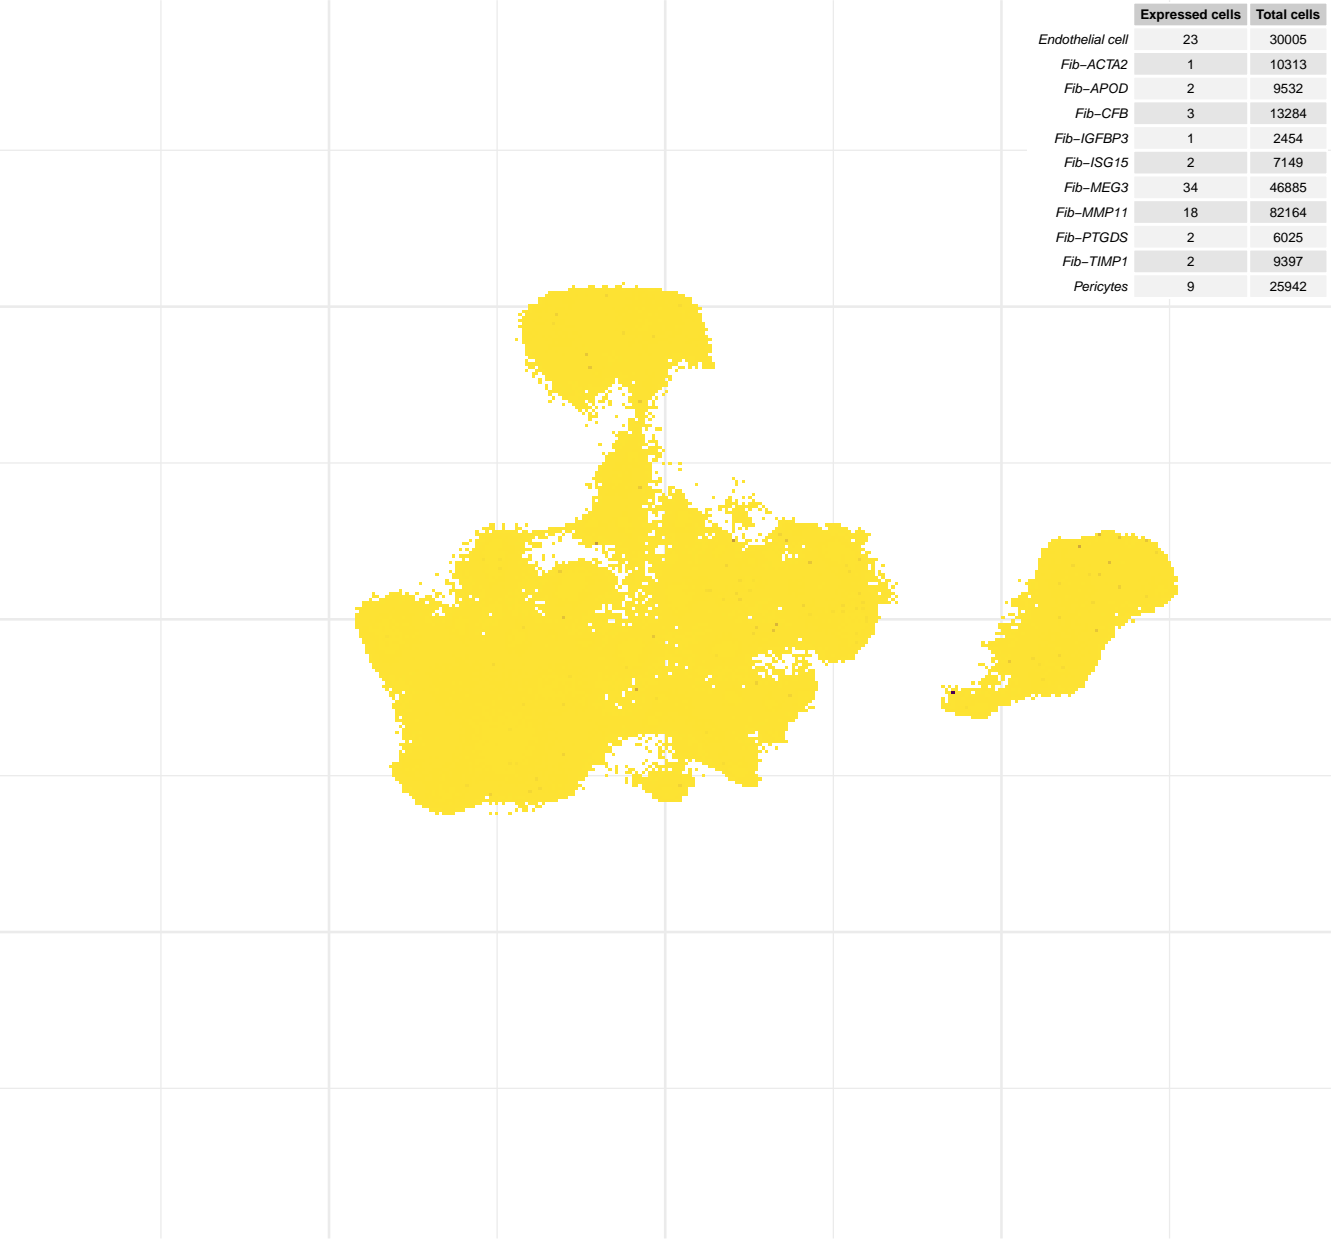 Expressed cells Total cells
Endothelial cell 23 30005
Fib−ACTA2 1 10313
Fib−APOD 2 9532
Fib−CFB 3 13284
Fib−IGFBP3 1 2454
Fib−ISG15 2 7149
Fib−MEG3 34 46885
Fib−MMP11 18 82164
Fib−PTGDS 2 6025
Fib−TIMP1 2 9397
Pericytes 9 25942